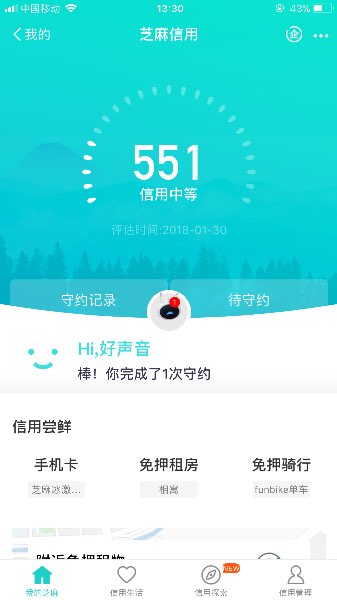 中国移动
13:30
43%
我的
芝麻信用
企
551
信用中等
评估时间:2018-01-30
守约记录
1
待守约
Hi,好声音
棒！你完成了1次守约
信用尝鲜
手机卡
免押租房
免押骑行
芝麻冰激...
相寓
funbike单车
附近免押租物
NEW
我的芝麻
信用生活
信用探索
信用管理